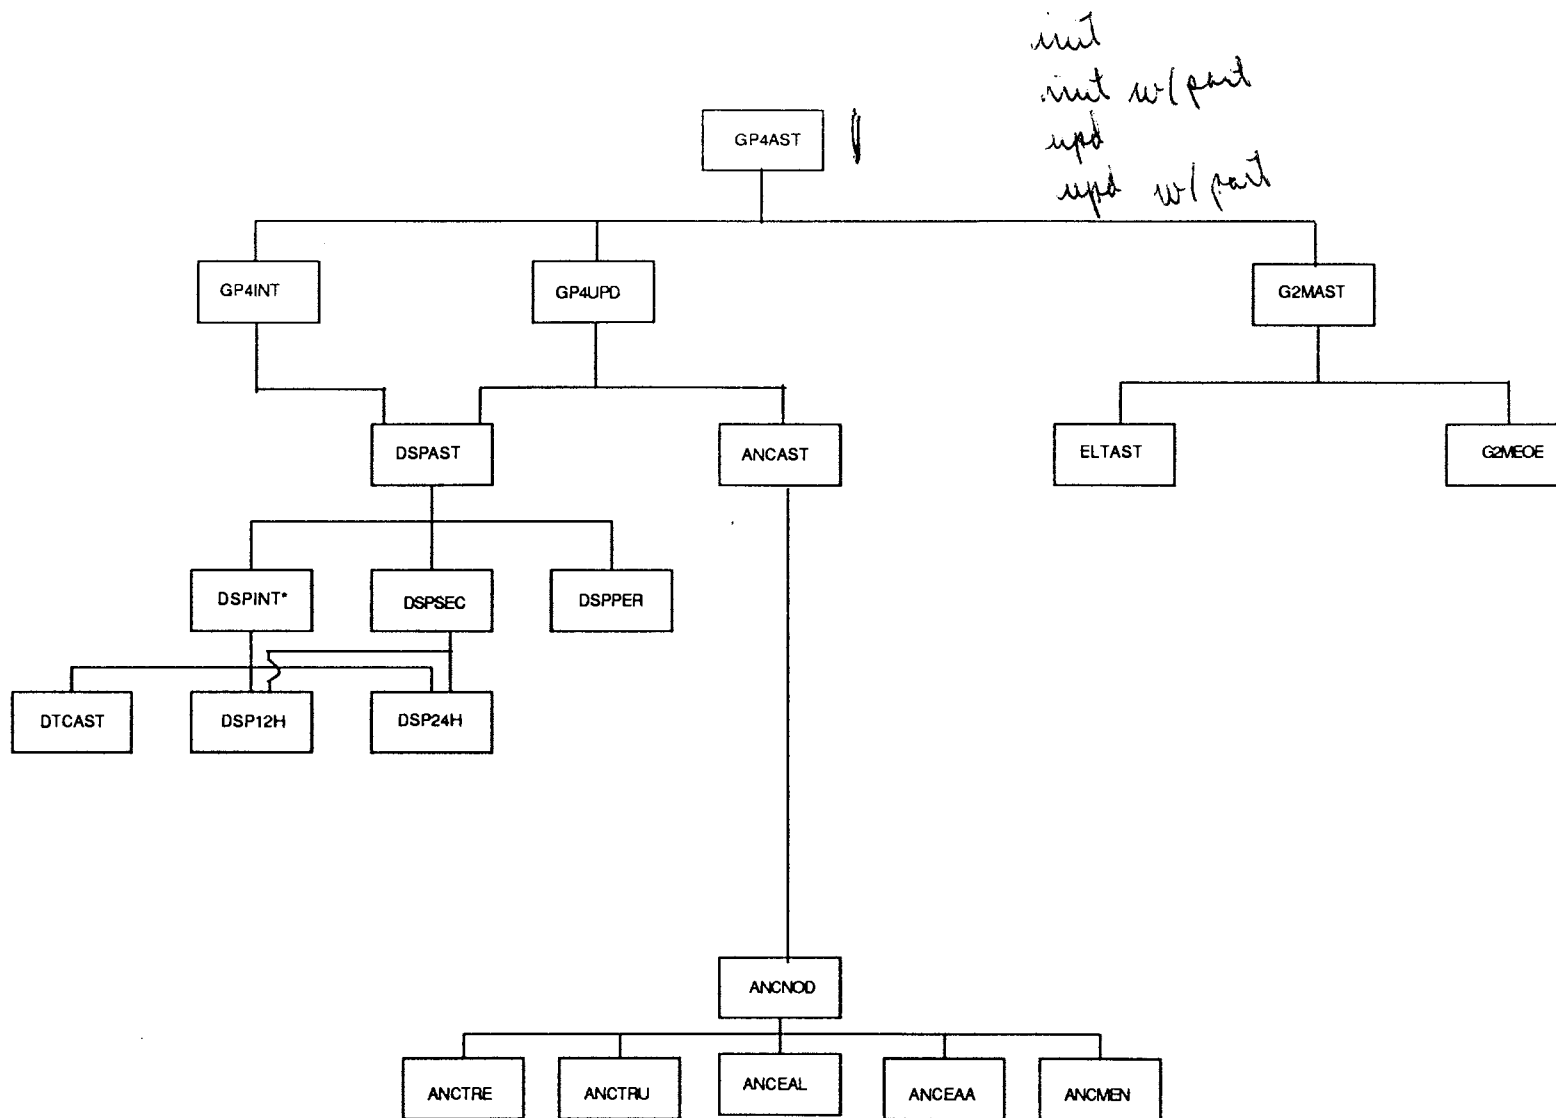 init
init w/ part
GP4AST
upd
upd w/ part
GP4INT GP4UPD G2MAST
DSPAST ANCAST ELTAST G2MEOE
DSPINT* DSPSEC DSPPER
DTCAST DSP12H DSP24H
ANCNOD
ANCTRE ANCTRU ANCEAL ANCEAA ANCMEN